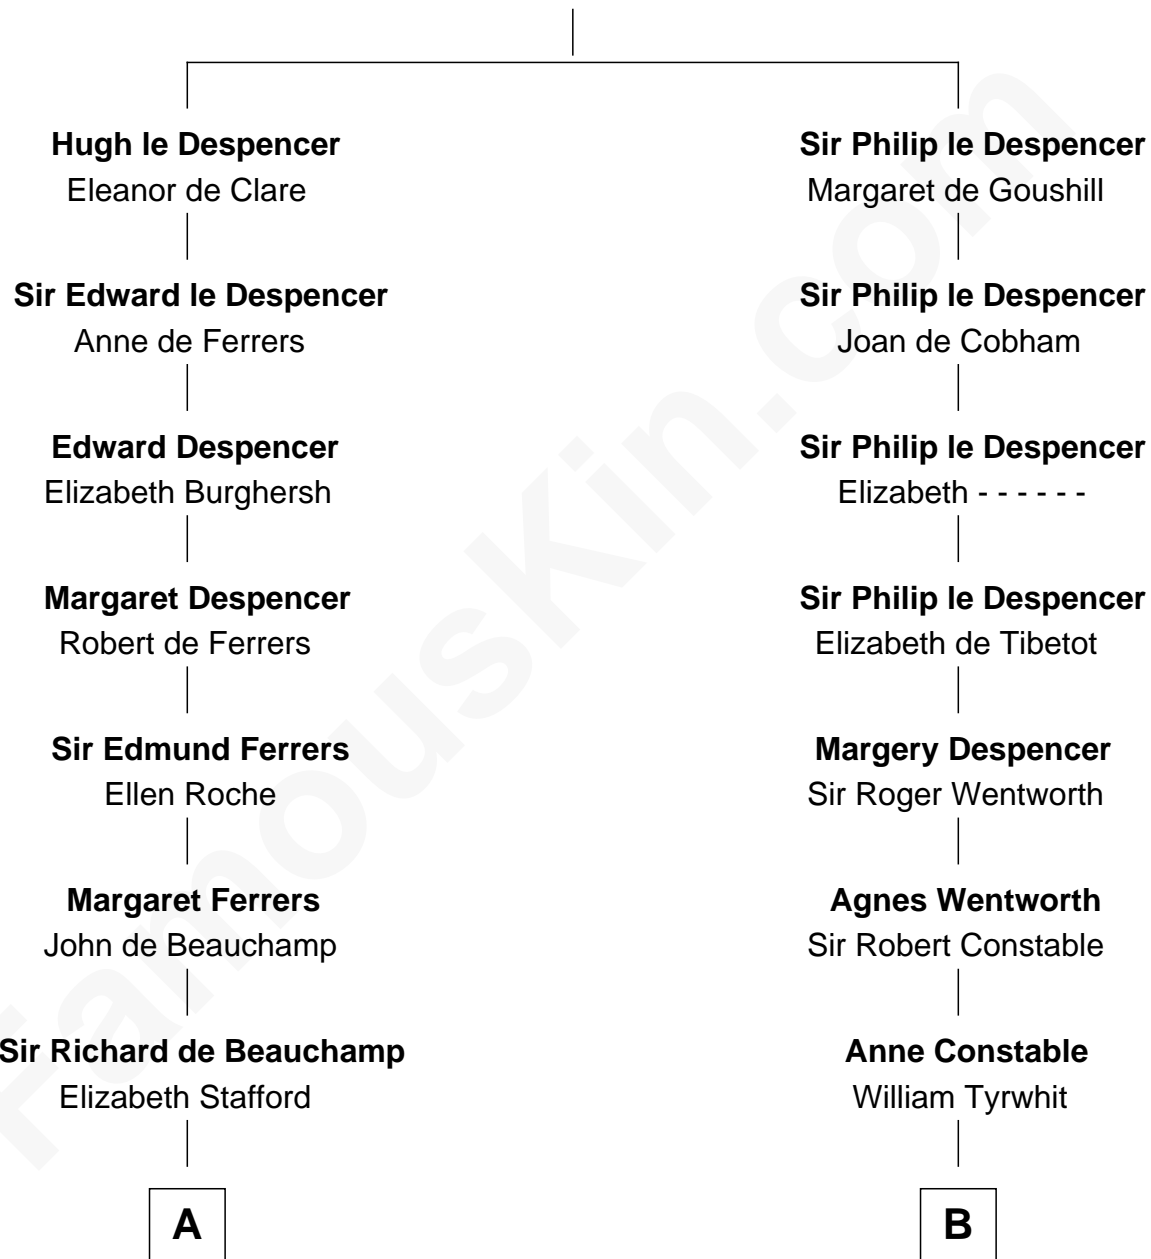 Hugh le Despencer
Eleanor de Clare
Sir Edward le Despencer
Anne de Ferrers
Edward Despencer
Elizabeth Burghersh
Margaret Despencer
Robert de Ferrers
Sir Edmund Ferrers
Ellen Roche
Margaret Ferrers
John de Beauchamp
Sir Richard de Beauchamp
Elizabeth Stafford
A
Sir Philip le Despencer
Margaret de Goushill
Sir Philip le Despencer
Joan de Cobham
Sir Philip le Despencer
Elizabeth - - - - - -
Sir Philip le Despencer
Elizabeth de Tibetot
Margery Despencer
Sir Roger Wentworth
Agnes Wentworth
Sir Robert Constable
Anne Constable
William Tyrwhit
B
FamousKin.com